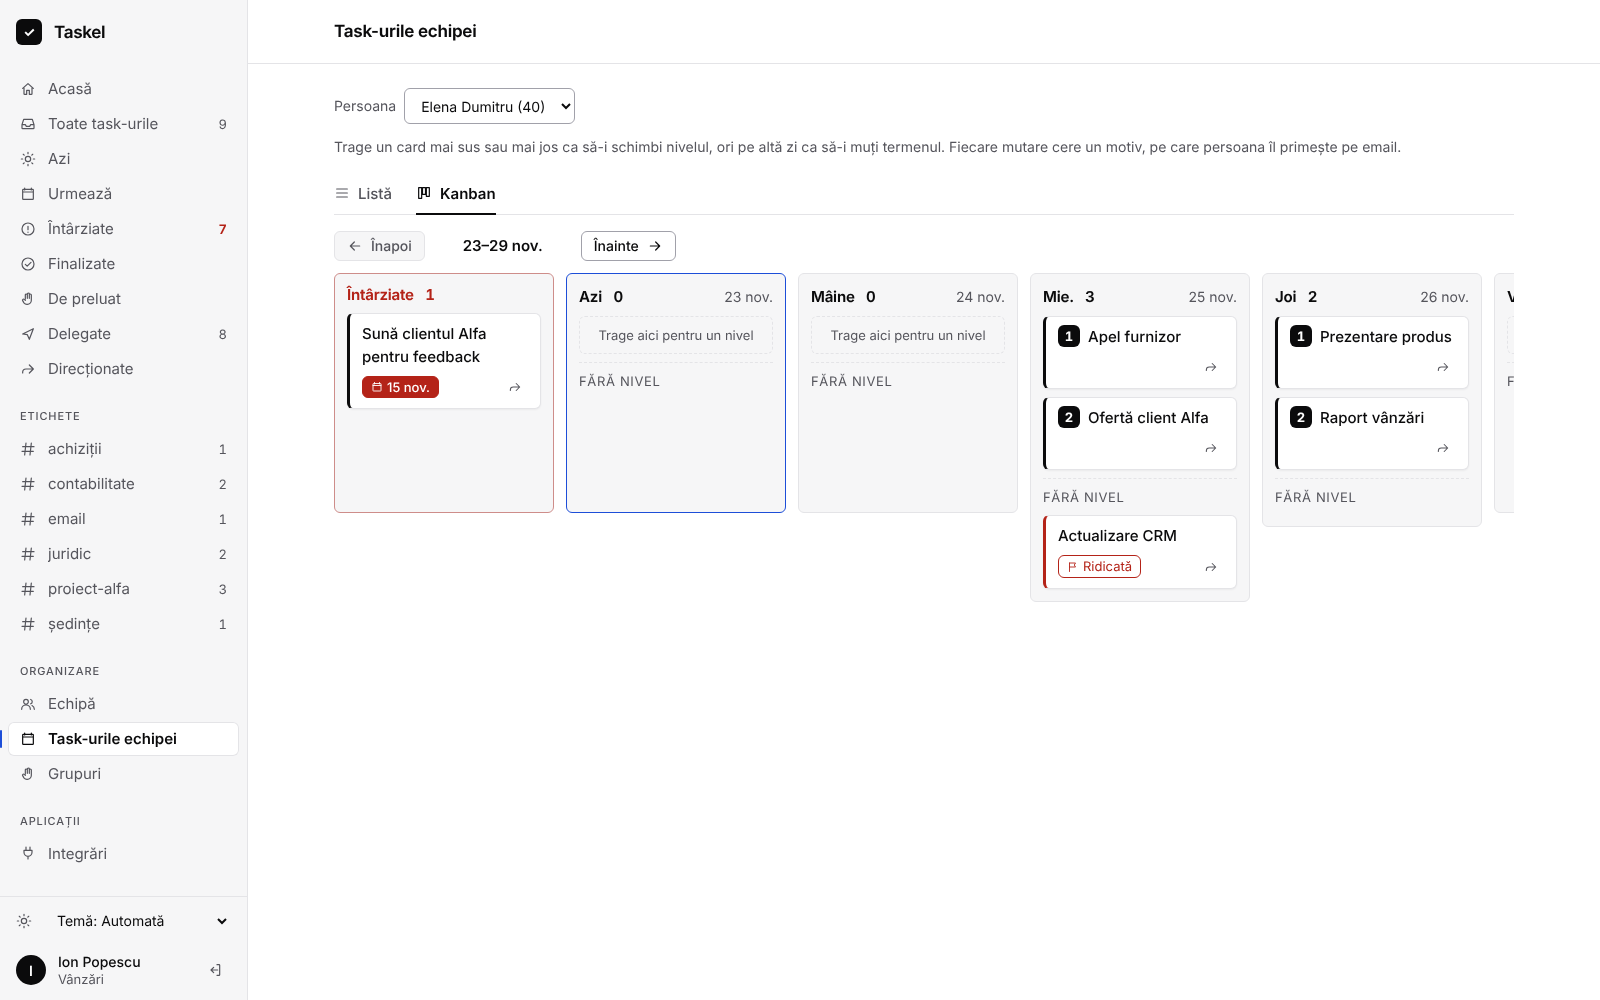 Taskel
Acasă
Toate task-urile 9
Azi
Urmează
Întârziate 7
Finalizate
De preluat
Delegate 8
Direcționate
ETICHETE
achiziții 1
contabilitate 2
email 1
juridic 2
proiect-alfa 3
ședințe 1
ORGANIZARE
Echipă
Task-urile echipei
Grupuri
APLICAȚII
Integrări
Temă: Automată
I
Ion Popescu
Vânzări
Task-urile echipei
Persoana Elena Dumitru (40)
Trage un card mai sus sau mai jos ca să-i schimbi nivelul, ori pe altă zi ca să-i muți termenul. Fiecare mutare cere un motiv, pe care persoana îl primește pe email.
Listă Kanban
Înapoi 23–29 nov. Înainte
Întârziate 1
Sună clientul Alfa
pentru feedback
15 nov.
Azi 0 23 nov.
Trage aici pentru un nivel
FĂRĂ NIVEL
Mâine 0 24 nov.
Trage aici pentru un nivel
FĂRĂ NIVEL
Mie. 3 25 nov.
1 Apel furnizor
2 Ofertă client Alfa
FĂRĂ NIVEL
Actualizare CRM
Ridicată
Joi 2 26 nov.
1 Prezentare produs
2 Raport vânzări
FĂRĂ NIVEL